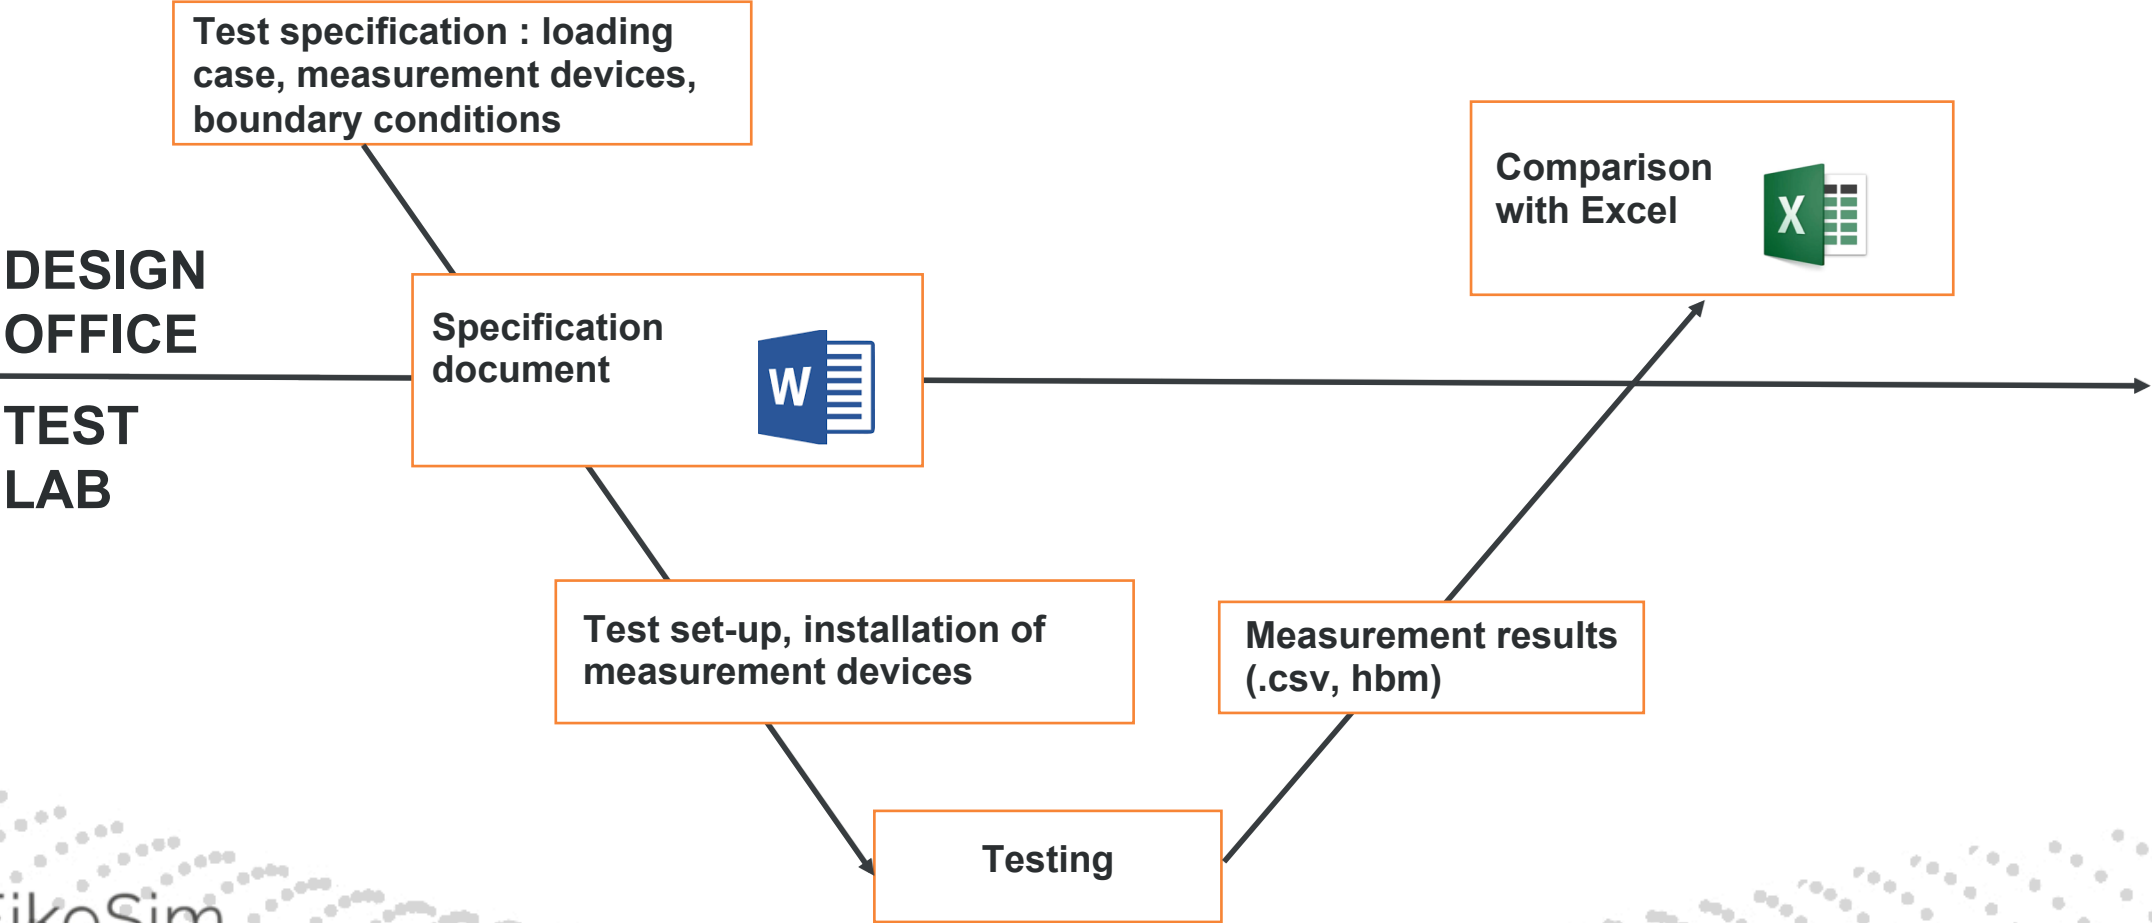 Test specification : loading
case, measurement devices,
boundary conditions
Comparison
with Excel
X
DESIGN
OFFICE
Specification
document
W
TEST
LAB
Test set-up, installation of
measurement devices
Measurement results
(.csv, hbm)
Testing